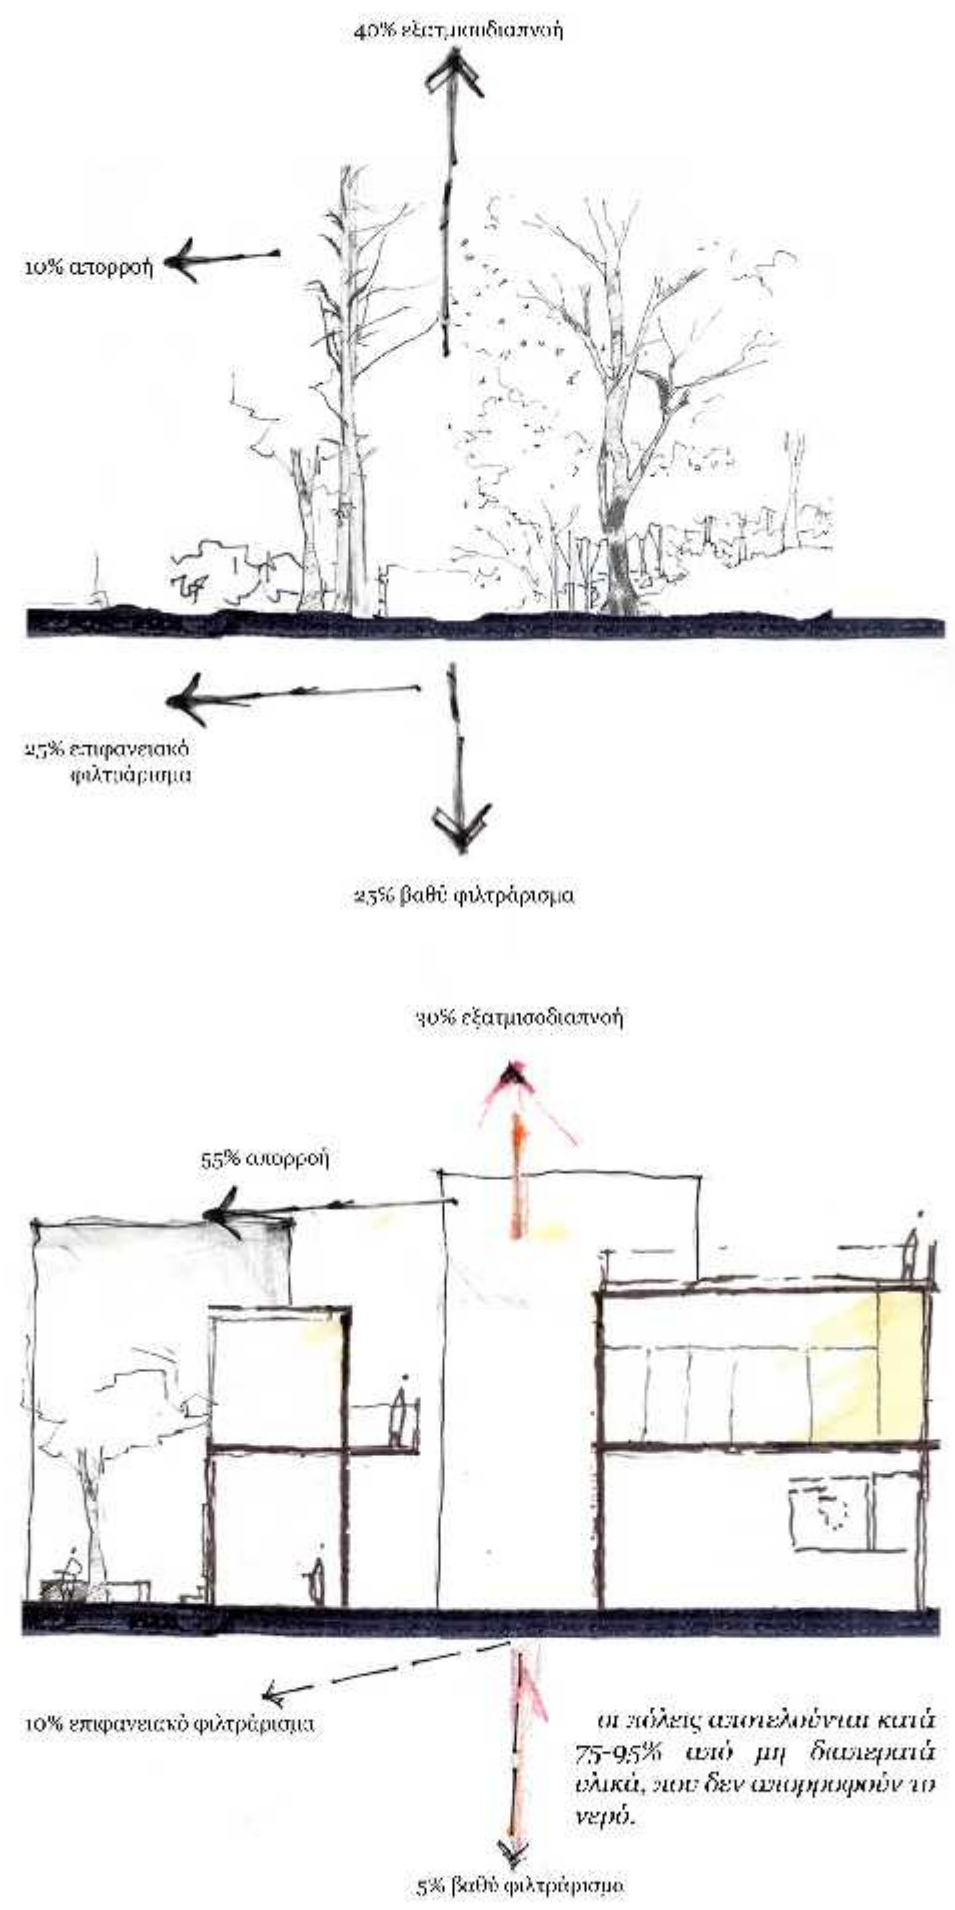 40% εξατμισοδιαπνοή
10% απορροή
25% επιφανειακό
φιλτράρισμα
25% βαθύ φιλτράρισμα
30% εξατμισοδιαπνοή
55% απορροή
10% επιφανειακό φιλτράρισμα
οι πόλεις αποτελούνται κατά
75-95% από μη διαπερατά
υλικά, που δεν απορροφούν το
νερό.
5% βαθύ φιλτράρισμα